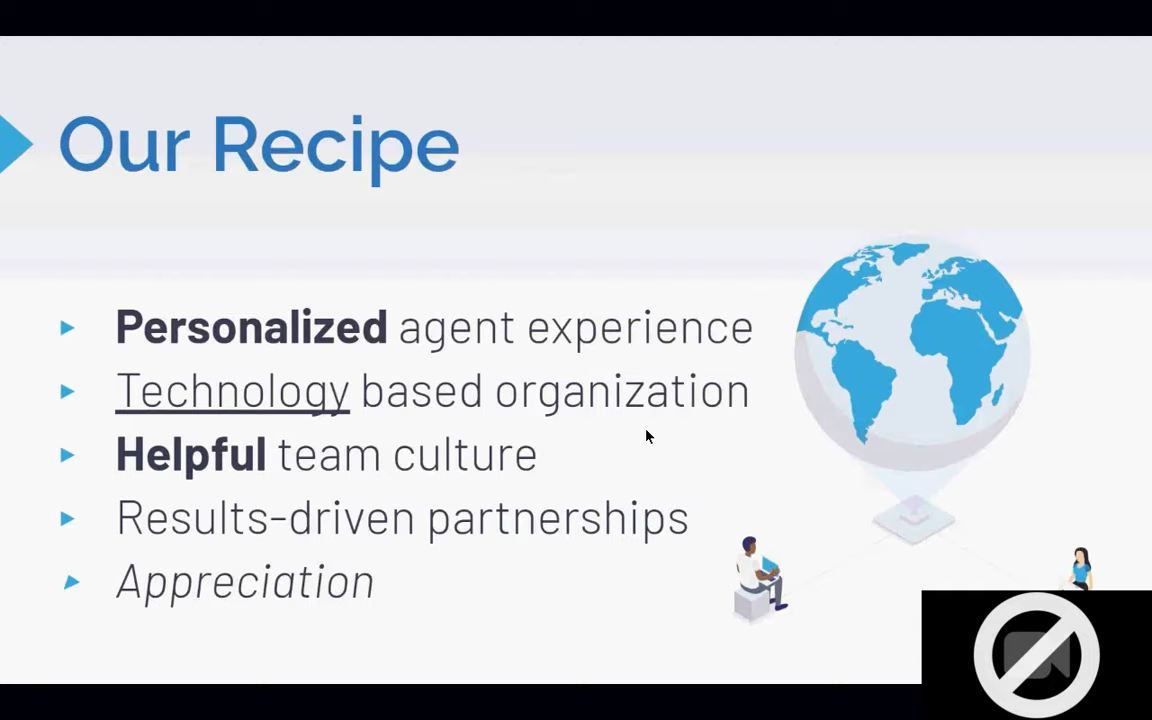 Our Recipe
Personalized agent experience
Technology based organization
Helpful team culture
Results-driven partnerships
Appreciation